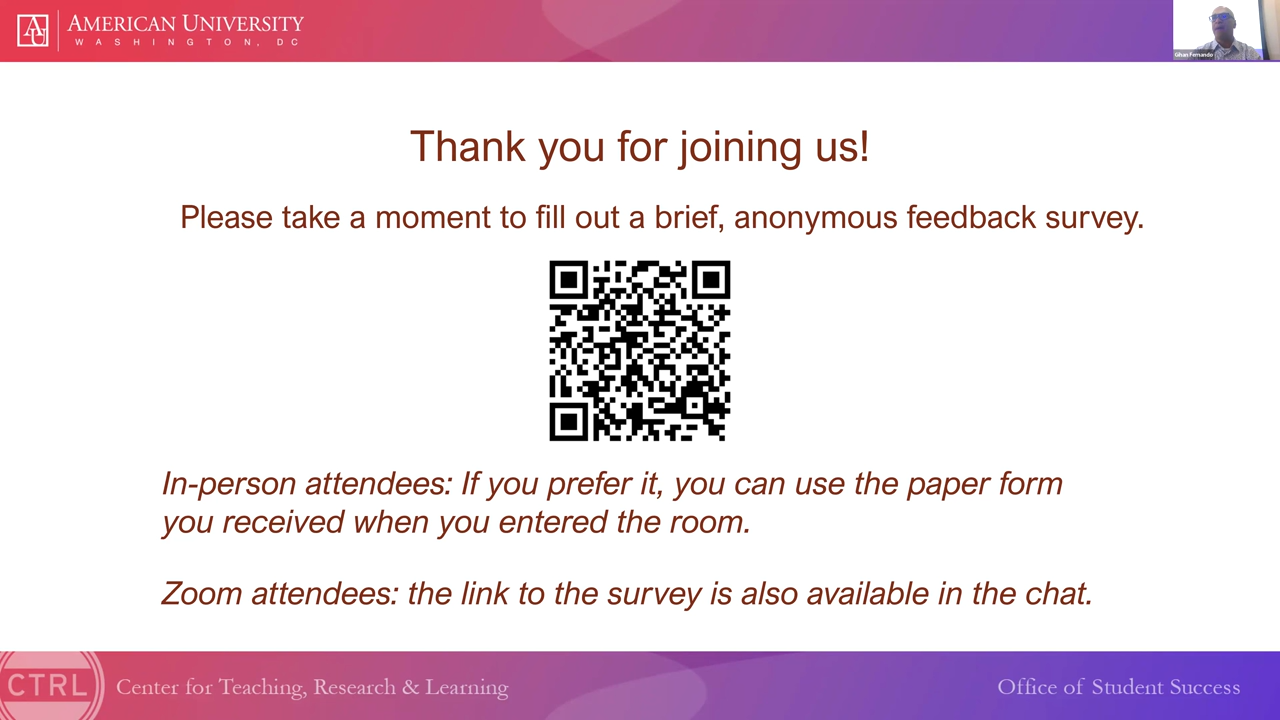 AMERICAN UNIVERSITY
WASHINGTON, DC
Ghan Fernando
Thank you for joining us!
Please take a moment to fill out a brief, anonymous feedback survey.
In-person attendees: If you prefer it, you can use the paper form
you received when you entered the room.
Zoom attendees: the link to the survey is also available in the chat.
CTRL
Center for Teaching, Research & Learning
Office of Student Success